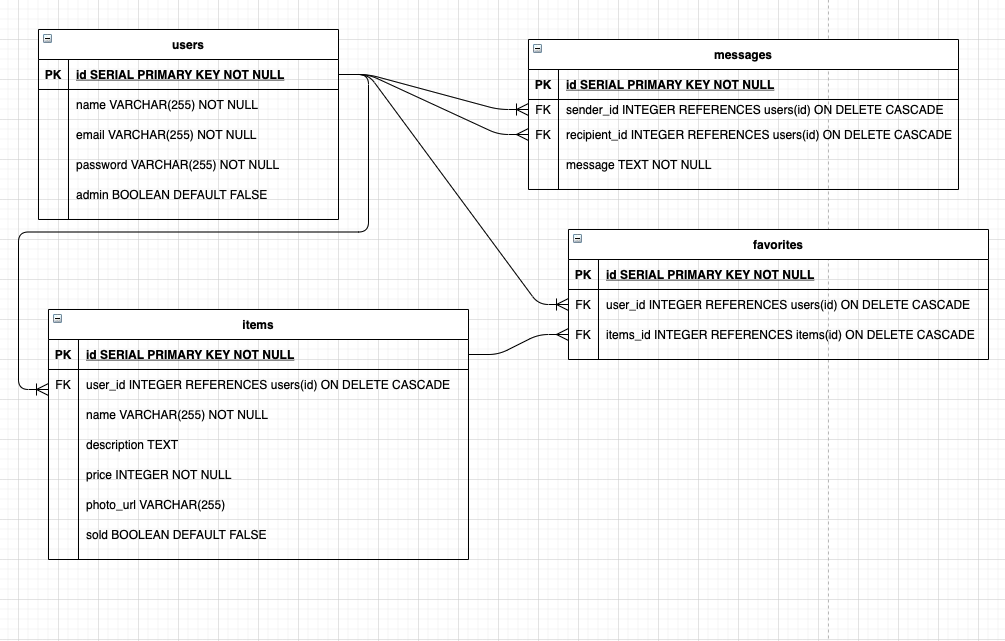 users
PK id SERIAL PRIMARY KEY NOT NULL
name VARCHAR(255) NOT NULL
email VARCHAR(255) NOT NULL
password VARCHAR(255) NOT NULL
admin BOOLEAN DEFAULT FALSE
messages
PK id SERIAL PRIMARY KEY NOT NULL
FK sender_id INTEGER REFERENCES users(id) ON DELETE CASCADE
FK recipient_id INTEGER REFERENCES users(id) ON DELETE CASCADE
message TEXT NOT NULL
favorites
PK id SERIAL PRIMARY KEY NOT NULL
FK user_id INTEGER REFERENCES users(id) ON DELETE CASCADE
FK items_id INTEGER REFERENCES items(id) ON DELETE CASCADE
items
PK id SERIAL PRIMARY KEY NOT NULL
FK user_id INTEGER REFERENCES users(id) ON DELETE CASCADE
name VARCHAR(255) NOT NULL
description TEXT
price INTEGER NOT NULL
photo_url VARCHAR(255)
sold BOOLEAN DEFAULT FALSE